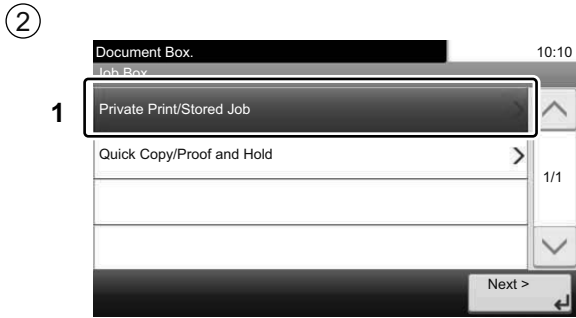 ②
Document Box. 10:10
Job Box
1 Private Print/Stored Job
Quick Copy/Proof and Hold
1/1
Next >